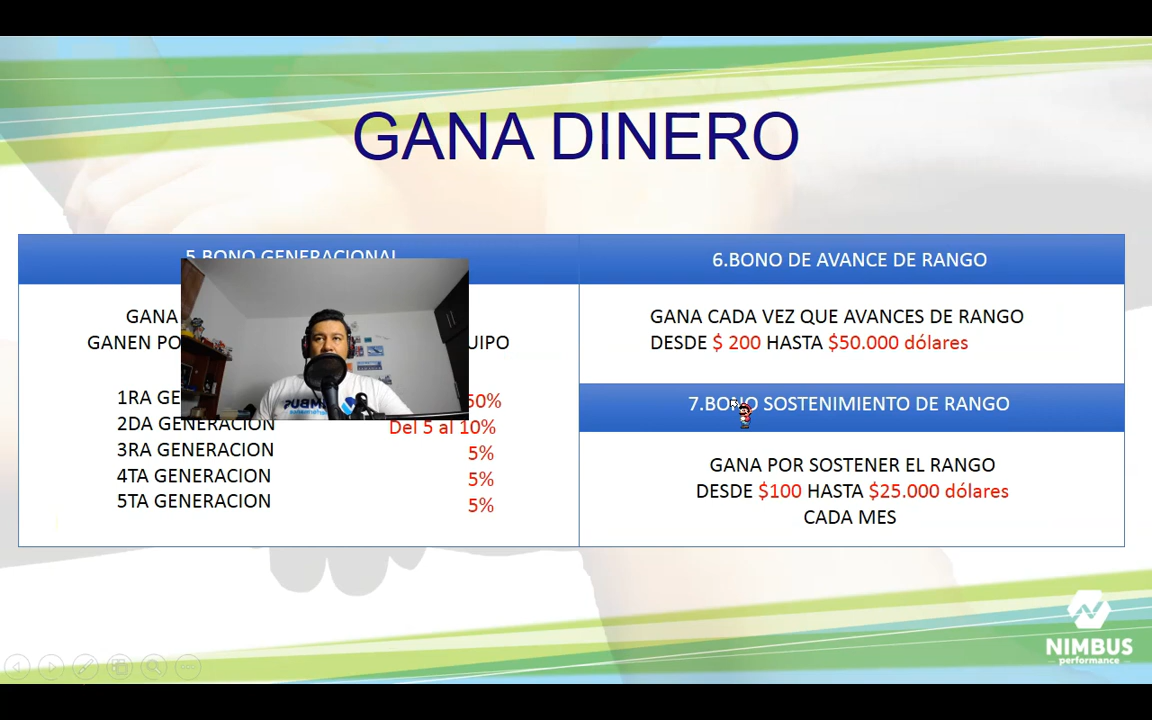 GANA DINERO
5.BONO GENERACIONAL
GANA
GANEN PO
UIPO
1RA GE
50%
2DA GENERACION
Del 5 al 10%
3RA GENERACION
5%
4TA GENERACION
5%
5TA GENERACION
5%
6.BONO DE AVANCE DE RANGO
GANA CADA VEZ QUE AVANCES DE RANGO
DESDE $ 200 HASTA $50.000 dólares
7.BONO SOSTENIMIENTO DE RANGO
GANA POR SOSTENER EL RANGO
DESDE $100 HASTA $25.000 dólares
CADA MES
NIMBUS
performance